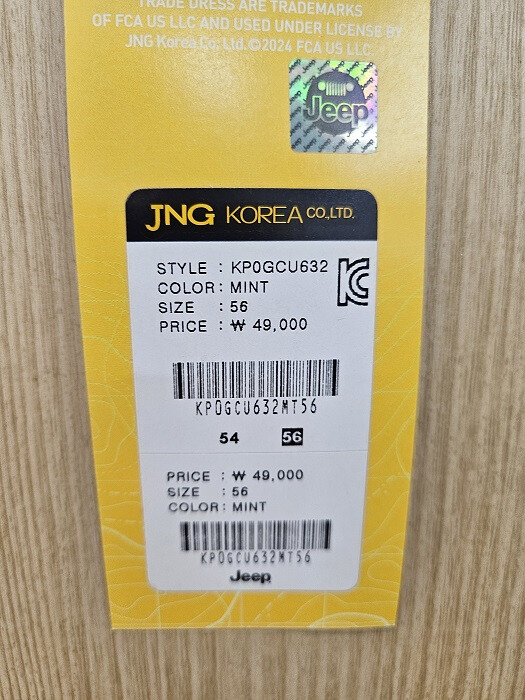 TRADE DRESS ARE TRADEMARKS
OF FCA US LLC AND USED UNDER LICENSE BY
JNG Korea Co., Ltd. ©2024 FCA US LLC
Jeep
JNG KOREA CO.,LTD.
STYLE : KP0GCU632
COLOR : MINT
SIZE : 56
PRICE : ₩ 49,000
KP0GCU632MT56
54 56
PRICE : ₩ 49,000
SIZE : 56
COLOR : MINT
KP0GCU632MT56
Jeep